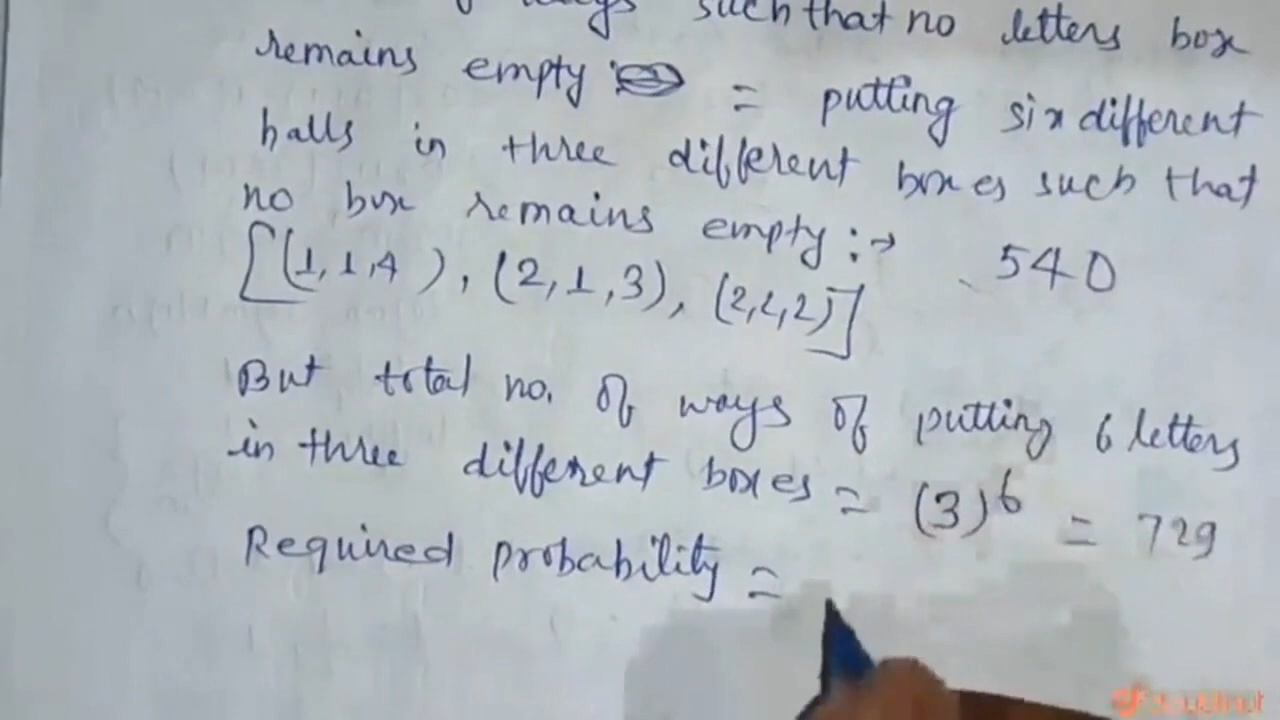 such that no letters box
remains empty = putting six different
balls in three different boxes such that
no box remains empty :→ 540
[(1,1,4), (2,1,3), (2,2,2)]
But total no. of ways of putting 6 letters
in three different boxes = (3)^6 = 729
Required probability =
doubtnut